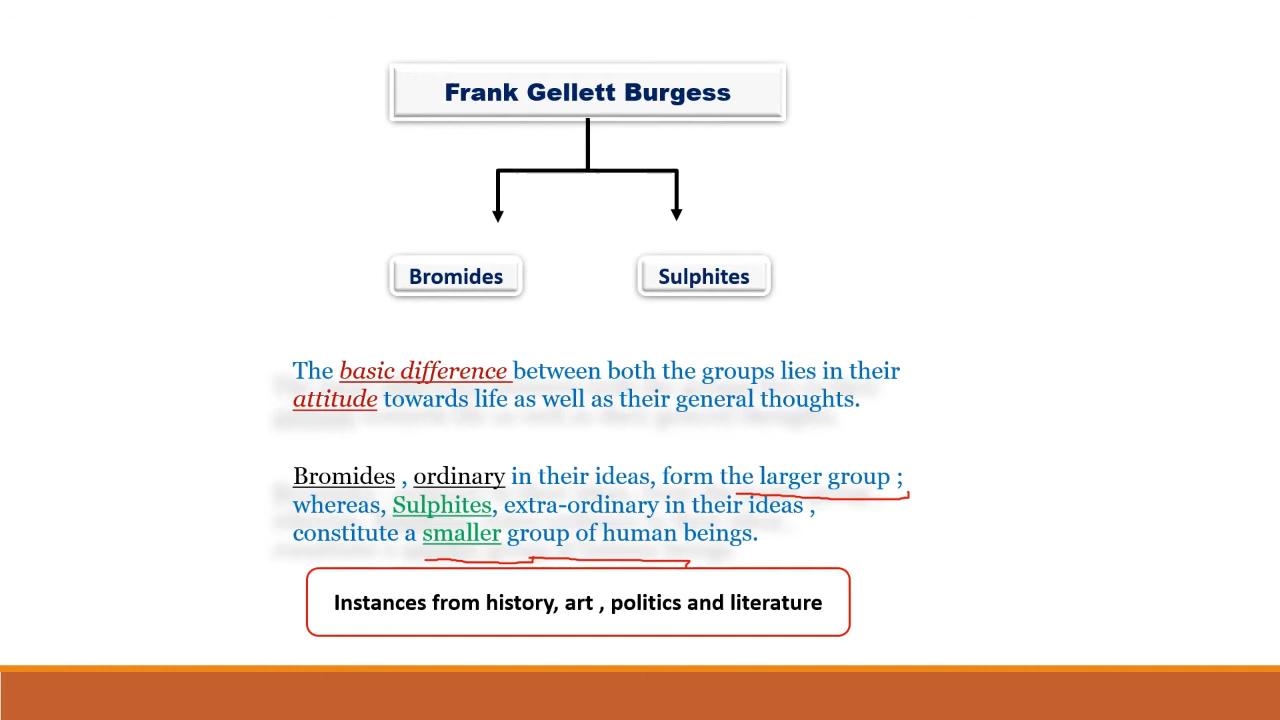 Frank Gellett Burgess
Bromides
Sulphites
The basic difference between both the groups lies in their
attitude towards life as well as their general thoughts.
Bromides , ordinary in their ideas, form the larger group ;
whereas, Sulphites, extra-ordinary in their ideas ,
constitute a smaller group of human beings.
Instances from history, art , politics and literature